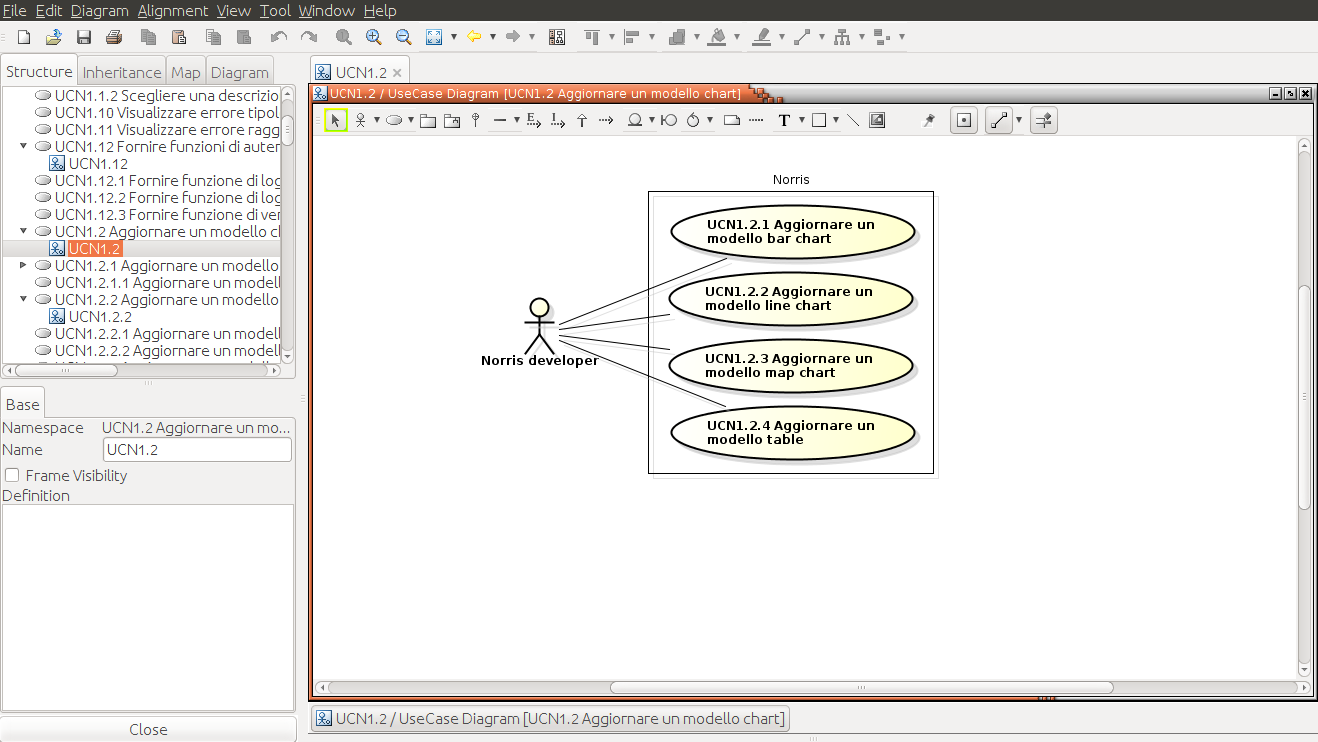 File Edit Diagram Alignment View Tool Window Help
Structure Inheritance Map Diagram
UCN1.1.2 Scegliere una descrizio
UCN1.10 Visualizzare errore tipol
UCN1.11 Visualizzare errore ragg
UCN1.12 Fornire funzioni di auter
UCN1.12
UCN1.12.1 Fornire funzione di log
UCN1.12.2 Fornire funzione di log
UCN1.12.3 Fornire funzione di ver
UCN1.2 Aggiornare un modello cl
UCN1.2
UCN1.2.1 Aggiornare un modello
UCN1.2.1.1 Aggiornare un modell
UCN1.2.2 Aggiornare un modello
UCN1.2.2
UCN1.2.2.1 Aggiornare un modell
UCN1.2.2.2 Aggiornare un modell
Base
Namespace UCN1.2 Aggiornare un mo...
Name UCN1.2
Frame Visibility
Definition
Close
UCN1.2
UCN1.2 / UseCase Diagram [UCN1.2 Aggiornare un modello chart]
E I T
Norris
UCN1.2.1 Aggiornare un
modello bar chart
UCN1.2.2 Aggiornare un
modello line chart
UCN1.2.3 Aggiornare un
modello map chart
UCN1.2.4 Aggiornare un
modello table
Norris developer
UCN1.2 / UseCase Diagram [UCN1.2 Aggiornare un modello chart]